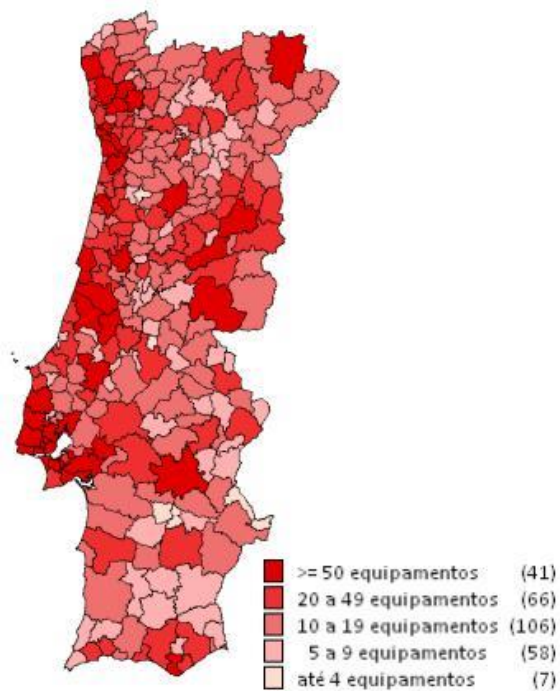 >= 50 equipamentos (41)
20 a 49 equipamentos (66)
10 a 19 equipamentos (106)
5 a 9 equipamentos (58)
até 4 equipamentos (7)